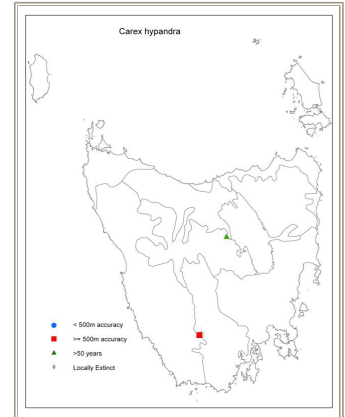 Carex hypandra
< 500m accuracy
>= 500m accuracy
>50 years
Locally Extinct